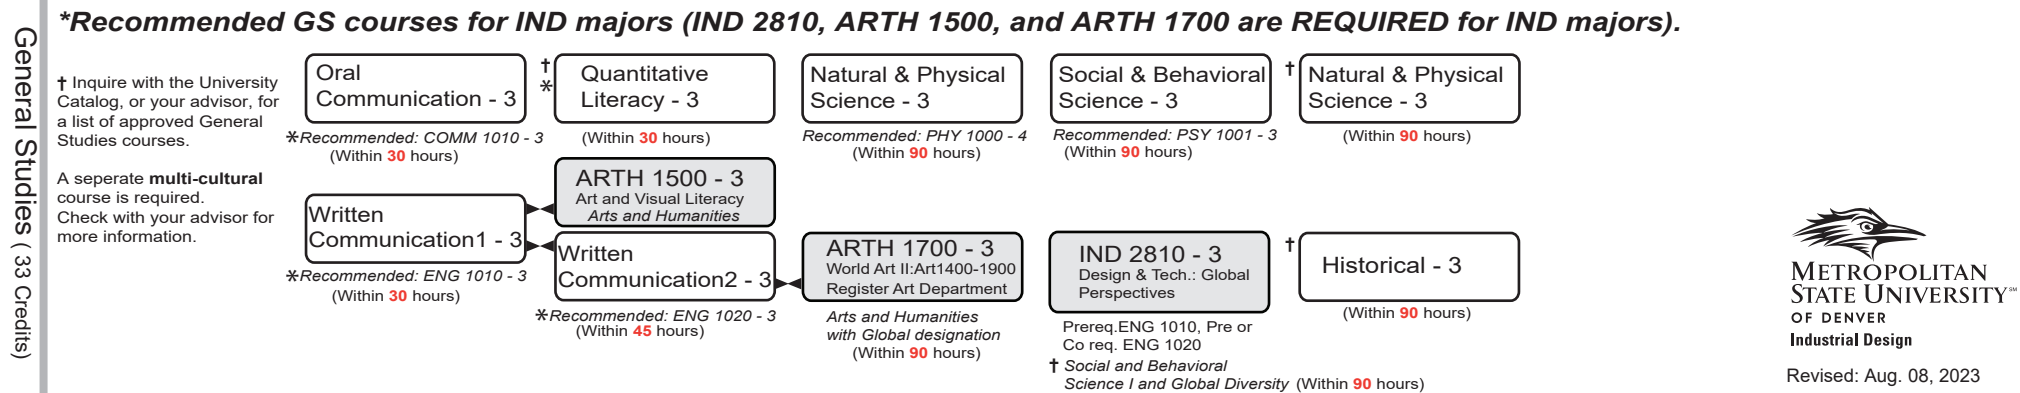 *Recommended GS courses for IND majors (IND 2810, ARTH 1500, and ARTH 1700 are REQUIRED for IND majors).
General Studies ( 33 Credits)
† Inquire with the University
Catalog, or your advisor, for
a list of approved General
Studies courses.
A seperate multi-cultural
course is required.
Check with your advisor for
more information.
Oral
Communication - 3
*Recommended: COMM 1010 - 3
(Within 30 hours)
†
*
Quantitative
Literacy - 3
(Within 30 hours)
Natural & Physical
Science - 3
Recommended: PHY 1000 - 4
(Within 90 hours)
Social & Behavioral
Science - 3
Recommended: PSY 1001 - 3
(Within 90 hours)
†
Natural & Physical
Science - 3
(Within 90 hours)
ARTH 1500 - 3
Art and Visual Literacy
Arts and Humanities
Written
Communication1 - 3
*Recommended: ENG 1010 - 3
(Within 30 hours)
Written
Communication2 - 3
*Recommended: ENG 1020 - 3
(Within 45 hours)
ARTH 1700 - 3
World Art II:Art1400-1900
Register Art Department
Arts and Humanities
with Global designation
(Within 90 hours)
IND 2810 - 3
Design & Tech.: Global
Perspectives
Prereq.ENG 1010, Pre or
Co req. ENG 1020
† Social and Behavioral
Science I and Global Diversity (Within 90 hours)
†
Historical - 3
(Within 90 hours)
METROPOLITAN
STATE UNIVERSITY℠
OF DENVER
Industrial Design
Revised: Aug. 08, 2023